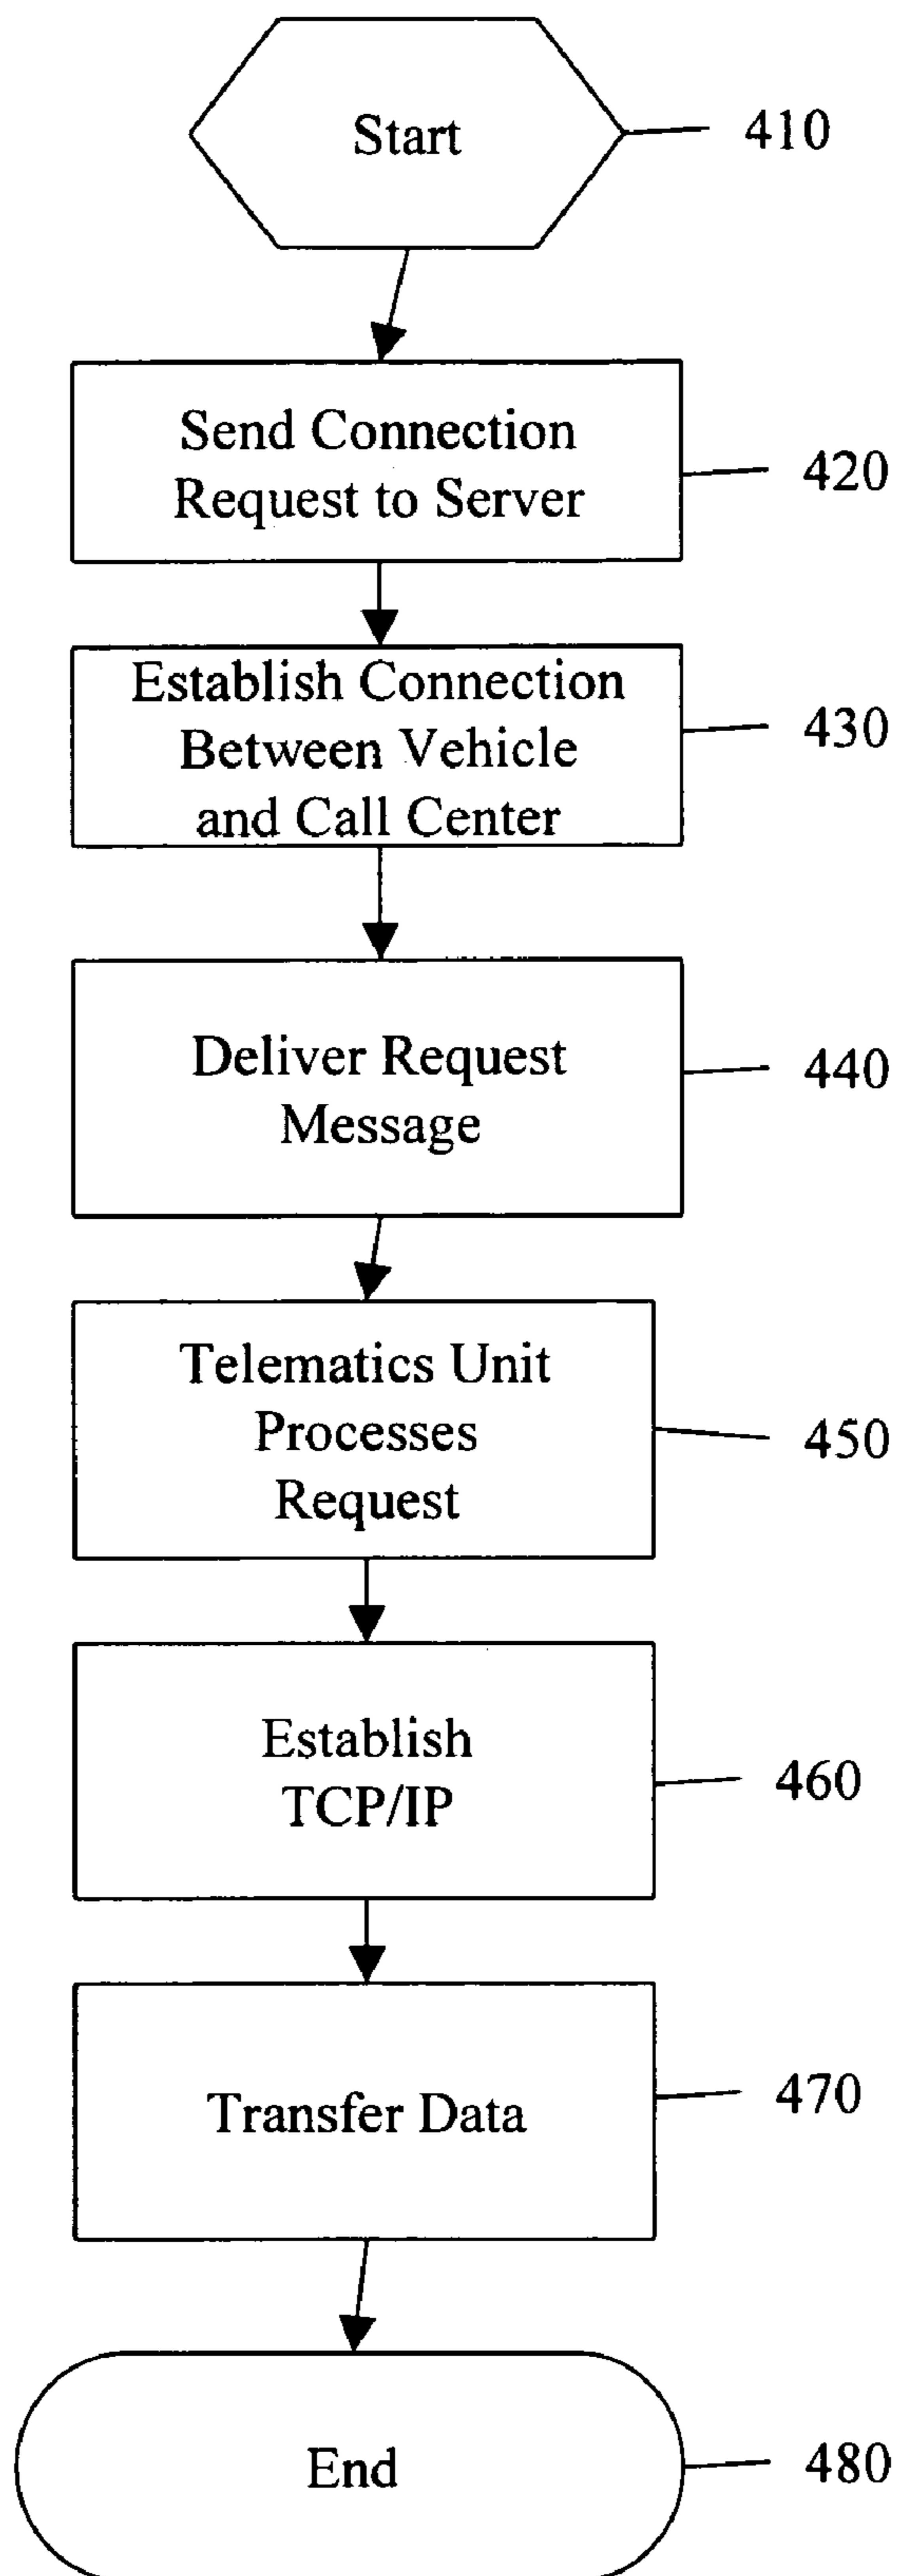 Start
410
Send Connection
Request to Server
420
Establish Connection
Between Vehicle
and Call Center
430
Deliver Request
Message
440
Telematics Unit
Processes
Request
450
Establish
TCP/IP
460
Transfer Data
470
End
480